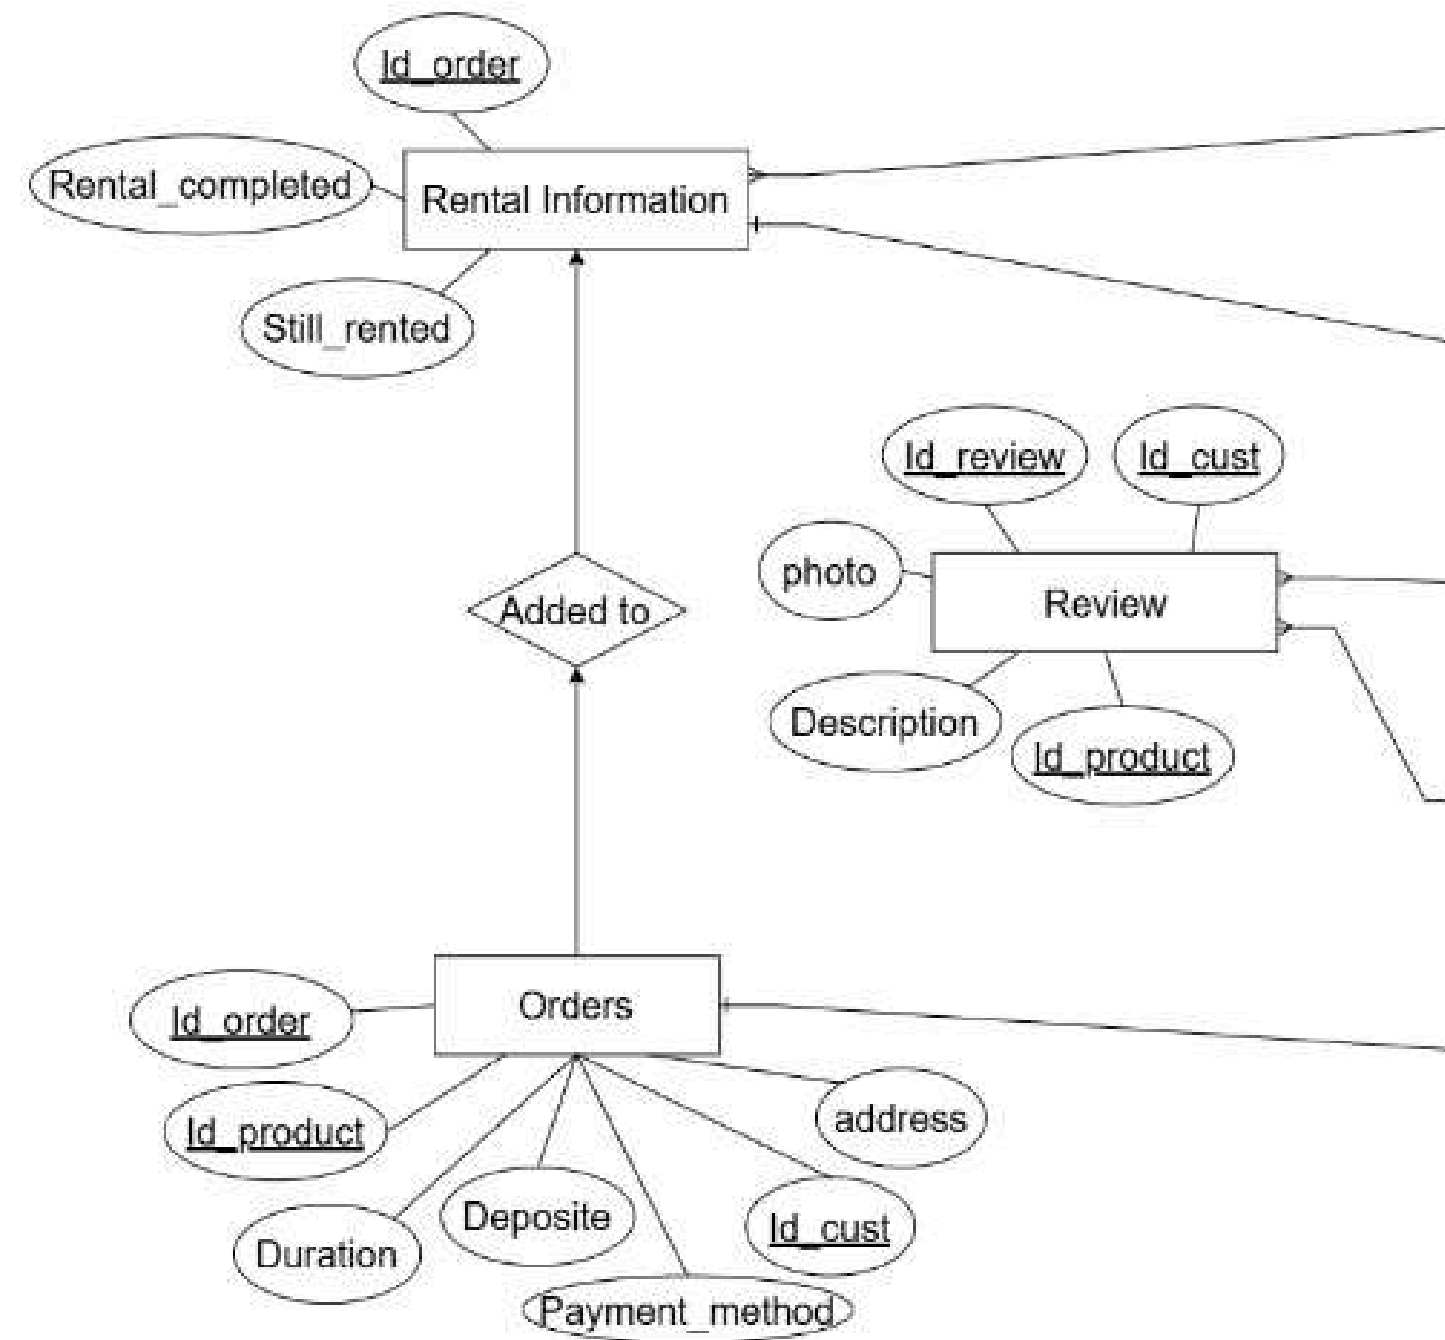 Id_order
Rental_completed
Rental Information
Still_rented
Id_review
Id_cust
photo
Review
Added to
Description
Id_product
Orders
Id_order
address
Id_product
Deposite
Id_cust
Duration
Payment_method